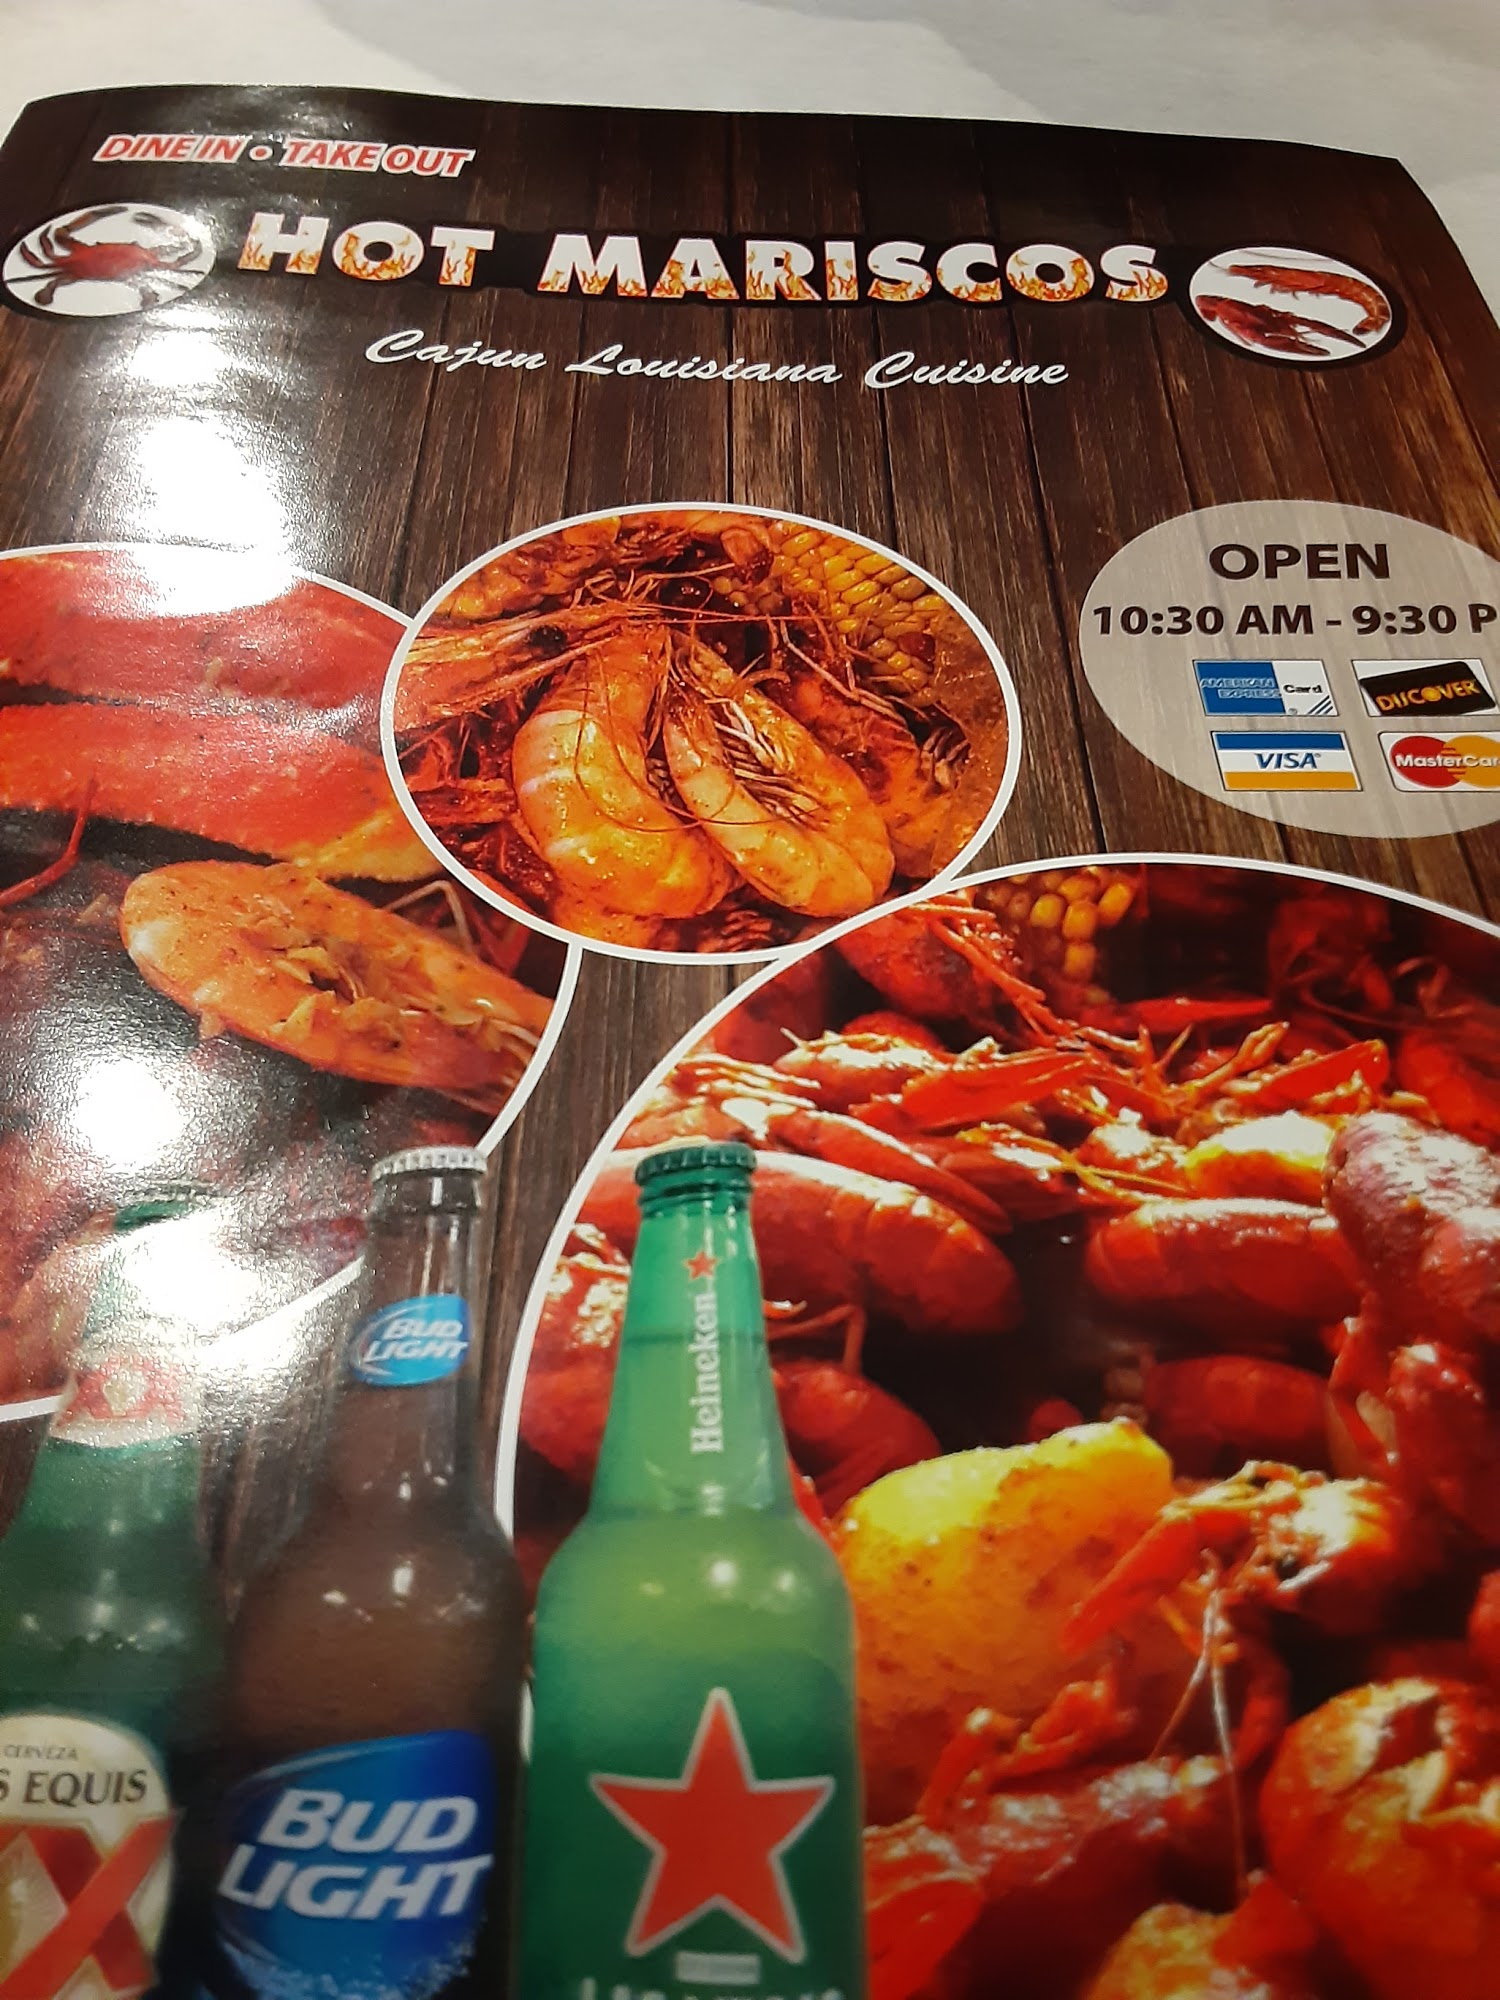 DINE IN • TAKE OUT
HOT MARISCOS
Cajun Louisiana Cuisine
OPEN
10:30 AM - 9:30 P
AMERICAN EXPRESS Card
DISCOVER
VISA
MasterCar
Heineken
BUD LIGHT
CERVEZA
S EQUIS
XX
BUD LIGHT